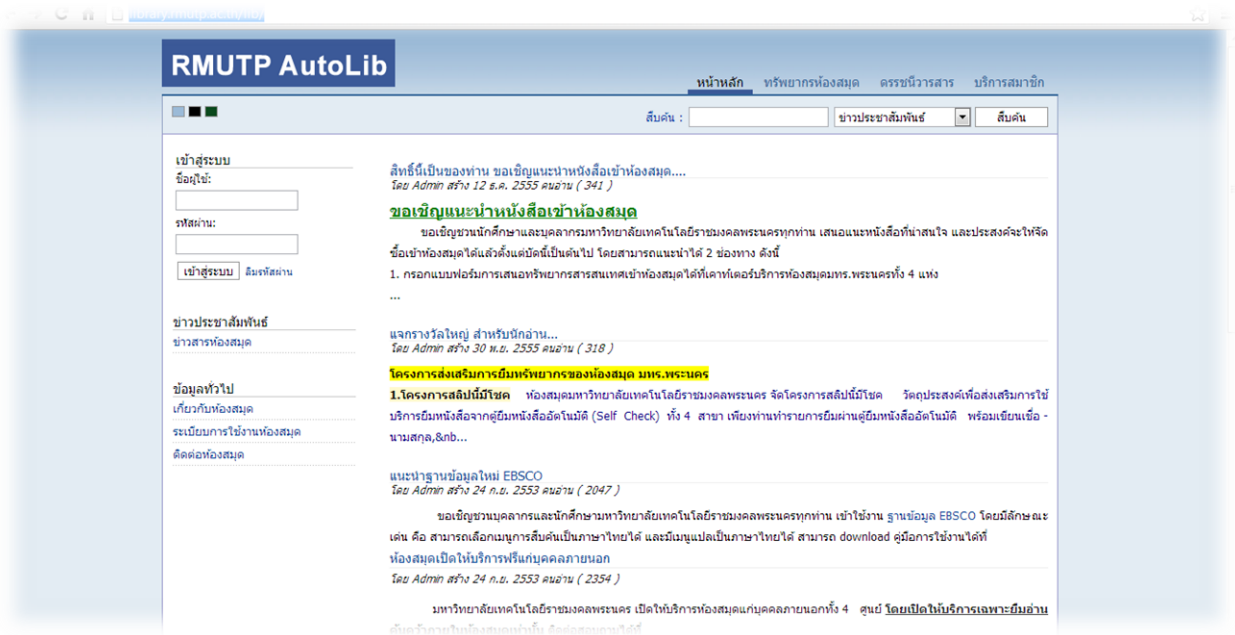 RMUTP AutoLib
หน้าหลัก ทรัพยากรห้องสมุด ดรรชนีวารสาร บริการสมาชิก
สืบค้น : ข่าวประชาสัมพันธ์ สืบค้น
เข้าสู่ระบบ
ชื่อผู้ใช้:
รหัสผ่าน:
เข้าสู่ระบบ ลืมรหัสผ่าน
ข่าวประชาสัมพันธ์
ข่าวสารห้องสมุด
ข้อมูลทั่วไป
เกี่ยวกับห้องสมุด
ระเบียบการใช้งานห้องสมุด
ติดต่อห้องสมุด
สิทธิ์นี้เป็นของท่าน ขอเชิญแนะนำหนังสือเข้าห้องสมุด....
โดย Admin สร้าง 12 ธ.ค. 2555 คนอ่าน ( 341 )
ขอเชิญแนะนำหนังสือเข้าห้องสมุด
ขอเชิญชวนนักศึกษาและบุคลากรมหาวิทยาลัยเทคโนโลยีราชมงคลพระนครทุกท่าน เสนอแนะหนังสือที่น่าสนใจ และประสงค์จะให้จัด
ซื้อเข้าห้องสมุดได้แล้วตั้งแต่บัดนี้เป็นต้นไป โดยสามารถแนะนำได้ 2 ช่องทาง ดังนี้
1. กรอกแบบฟอร์มการเสนอทรัพยากรสารสนเทศเข้าห้องสมุดได้ที่เคาท์เตอร์บริการห้องสมุดมทร.พระนครทั้ง 4 แห่ง
...
แจกรางวัลใหญ่ สำหรับนักอ่าน...
โดย Admin สร้าง 30 พ.ย. 2555 คนอ่าน ( 318 )
โครงการส่งเสริมการยืมทรัพยากรของห้องสมุด มทร.พระนคร
1.โครงการสลิปนี้มีโชค ห้องสมุดมหาวิทยาลัยเทคโนโลยีราชมงคลพระนคร จัดโครงการสลิปนี้มีโชค วัตถุประสงค์เพื่อส่งเสริมการใช้
บริการยืมหนังสือจากตู้ยืมหนังสืออัตโนมัติ (Self Check) ทั้ง 4 สาขา เพียงท่านทำรายการยืมผ่านตู้ยืมหนังสืออัตโนมัติ พร้อมเขียนเชื่อ -
นามสกุล,&nb...
แนะนำฐานข้อมูลใหม่ EBSCO
โดย Admin สร้าง 24 ก.ย. 2553 คนอ่าน ( 2047 )
ขอเชิญชวนบุคลากรและนักศึกษามหาวิทยาลัยเทคโนโลยีราชมงคลพระนครทุกท่าน เข้าใช้งาน ฐานข้อมูล EBSCO โดยมีลักษณะ
เด่น คือ สามารถเลือกเมนูการสืบค้นเป็นภาษาไทยได้ และมีเมนูแปลเป็นภาษาไทยได้ สามารถ download คู่มือการใช้งานได้ที่
ห้องสมุดเปิดให้บริการฟรีแก่บุคคลภายนอก
โดย Admin สร้าง 24 ก.ย. 2553 คนอ่าน ( 2354 )
มหาวิทยาลัยเทคโนโลยีราชมงคลพระนคร เปิดให้บริการห้องสมุดแก่บุคคลภายนอกทั้ง 4 ศูนย์ โดยเปิดให้บริการเฉพาะยืมอ่าน
ค้นคว้าภายในห้องสมุดเท่านั้น ติดต่อสอบถามได้ที่